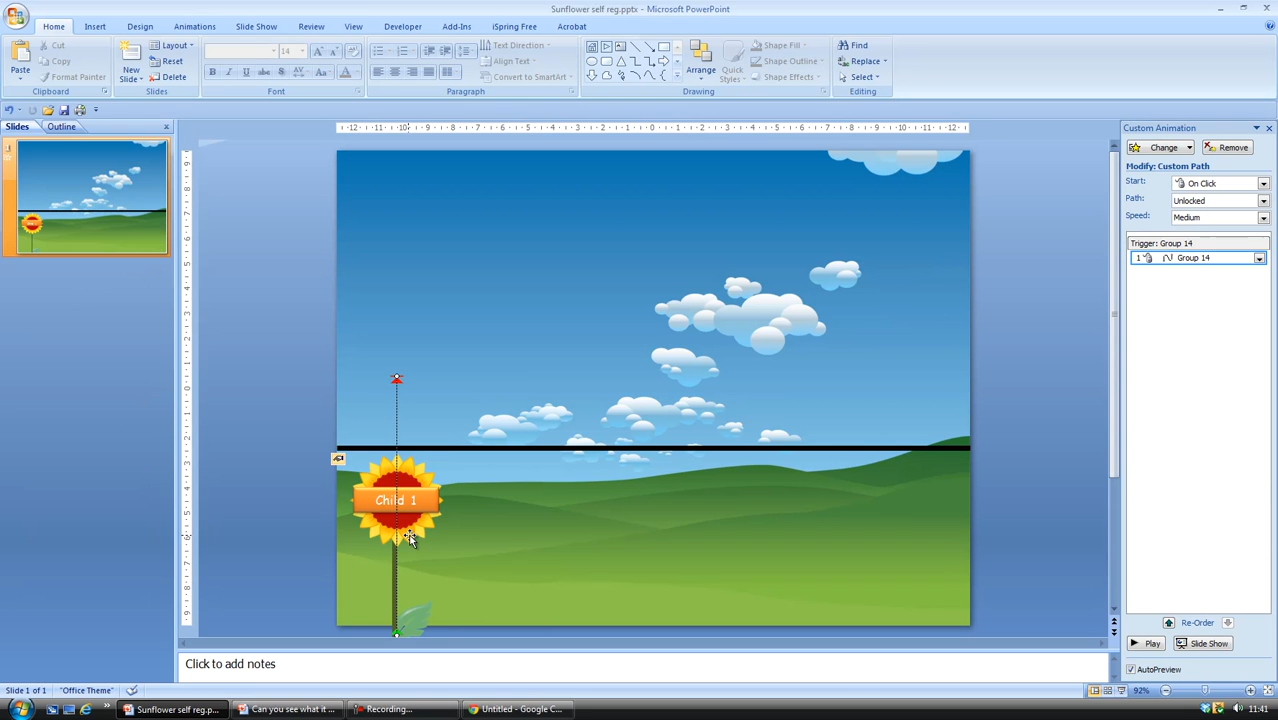 Sunflower self reg.pptx - Microsoft PowerPoint
Home Insert Design Animations Slide Show Review View Developer Add-Ins iSpring Free Acrobat
Paste
Cut
Copy
Format Painter
Clipboard
New Slide
Layout
Reset
Delete
Slides
14
Font
Text Direction
Align Text
Convert to SmartArt
Paragraph
Arrange
Quick Styles
Shape Fill
Shape Outline
Shape Effects
Drawing
Find
Replace
Select
Editing
Slides Outline
1
Child 1
Custom Animation
Change Remove
Modify: Custom Path
Start: On Click
Path: Unlocked
Speed: Medium
Trigger: Group 14
1 Group 14
Re-Order
Play Slide Show
AutoPreview
Click to add notes
Slide 1 of 1 "Office Theme" 92%
Sunflower self reg.p... Can you see what it ... Recording... Untitled - Google C... 11:41